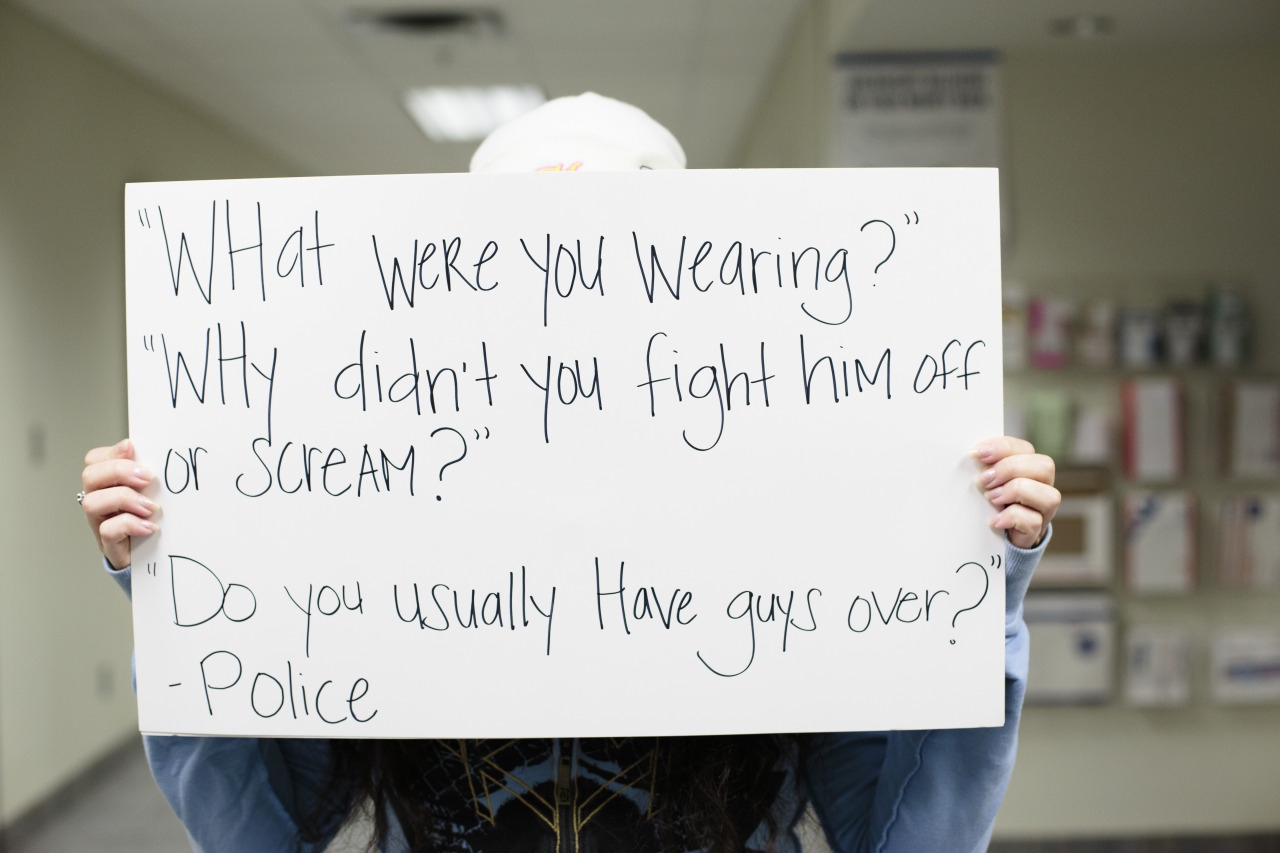 "WHat weRe you wearing?"
"WHy didn't you fight hiM off
or ScreAM?"
"Do you usually Have guys over?"
- Police